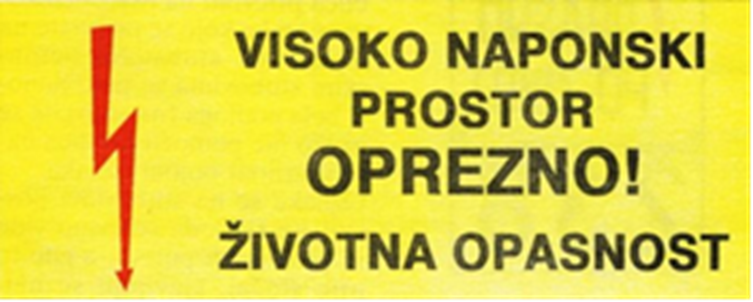 VISOKO NAPONSKI
PROSTOR
OPREZNO!
ŽIVOTNA OPASNOST